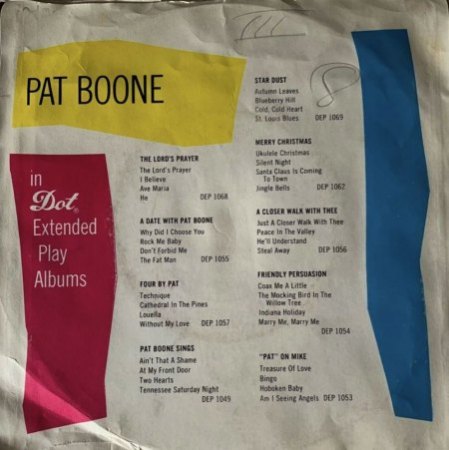 PAT BOONE
in
Dot
Extended
Play
Albums
THE LORD'S PRAYER
The Lord's Prayer
I Believe
Ave Maria
He DEP 1068
A DATE WITH PAT BOONE
Why Did I Choose You
Rock Me Baby
Don't Forbid Me
The Fat Man DEP 1055
FOUR BY PAT
Technique
Cathedral In The Pines
Louella
Without My Love DEP 1057
PAT BOONE SINGS
Ain't That A Shame
At My Front Door
Two Hearts
Tennessee Saturday Night
DEP 1049
STAR DUST
Autumn Leaves
Blueberry Hill
Cold, Cold Heart
St. Louis Blues DEP 1069
MERRY CHRISTMAS
Ukulele Christmas
Silent Night
Santa Claus Is Coming
To Town
Jingle Bells DEP 1062
A CLOSER WALK WITH THEE
Just A Closer Walk With Thee
Peace In The Valley
He'll Understand
Steal Away DEP 1056
FRIENDLY PERSUASION
Coax Me A Little
The Mocking Bird In The
Willow Tree
Indiana Holiday
Marry Me, Marry Me
DEP 1054
"PAT" ON MIKE
Treasure Of Love
Bingo
Hoboken Baby
Am I Seeing Angels DEP 1053